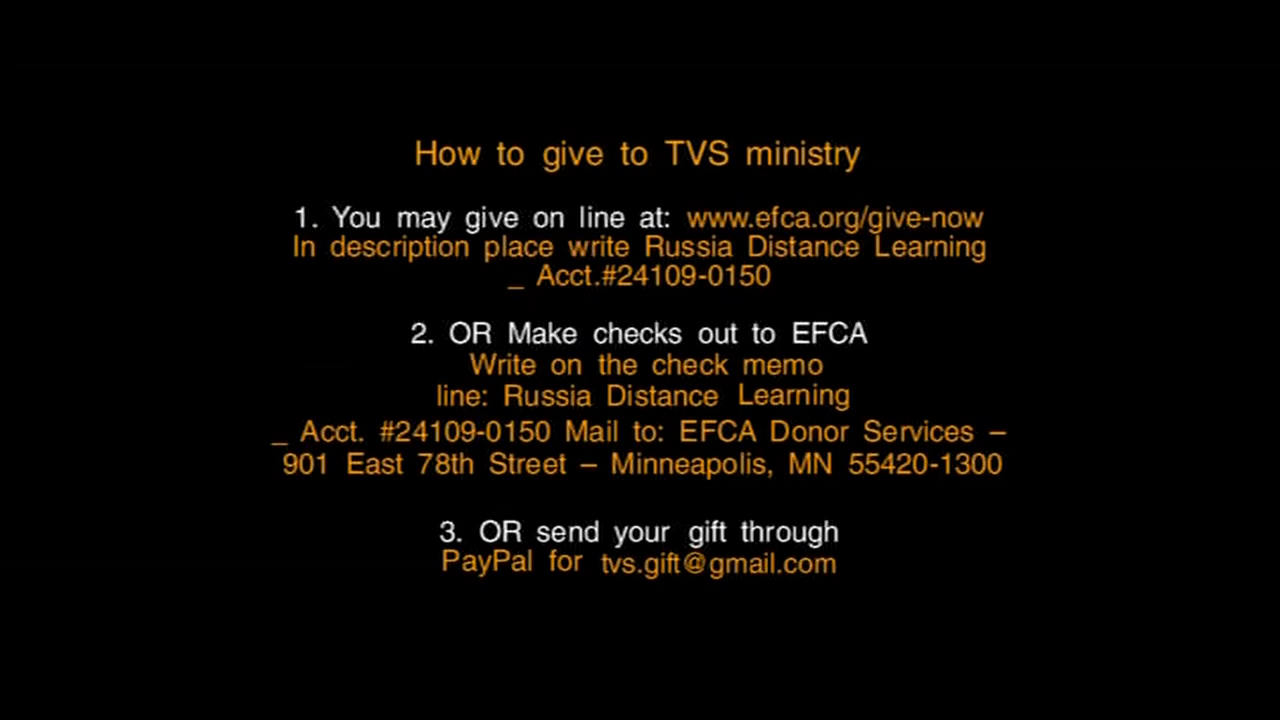 How to give to TVS ministry
1. You may give on line at: www.efca.org/give-now
In description place write Russia Distance Learning
_ Acct.#24109-0150
2. OR Make checks out to EFCA
Write on the check memo
line: Russia Distance Learning
_ Acct. #24109-0150 Mail to: EFCA Donor Services –
901 East 78th Street – Minneapolis, MN 55420-1300
3. OR send your gift through
PayPal for tvs.gift@gmail.com